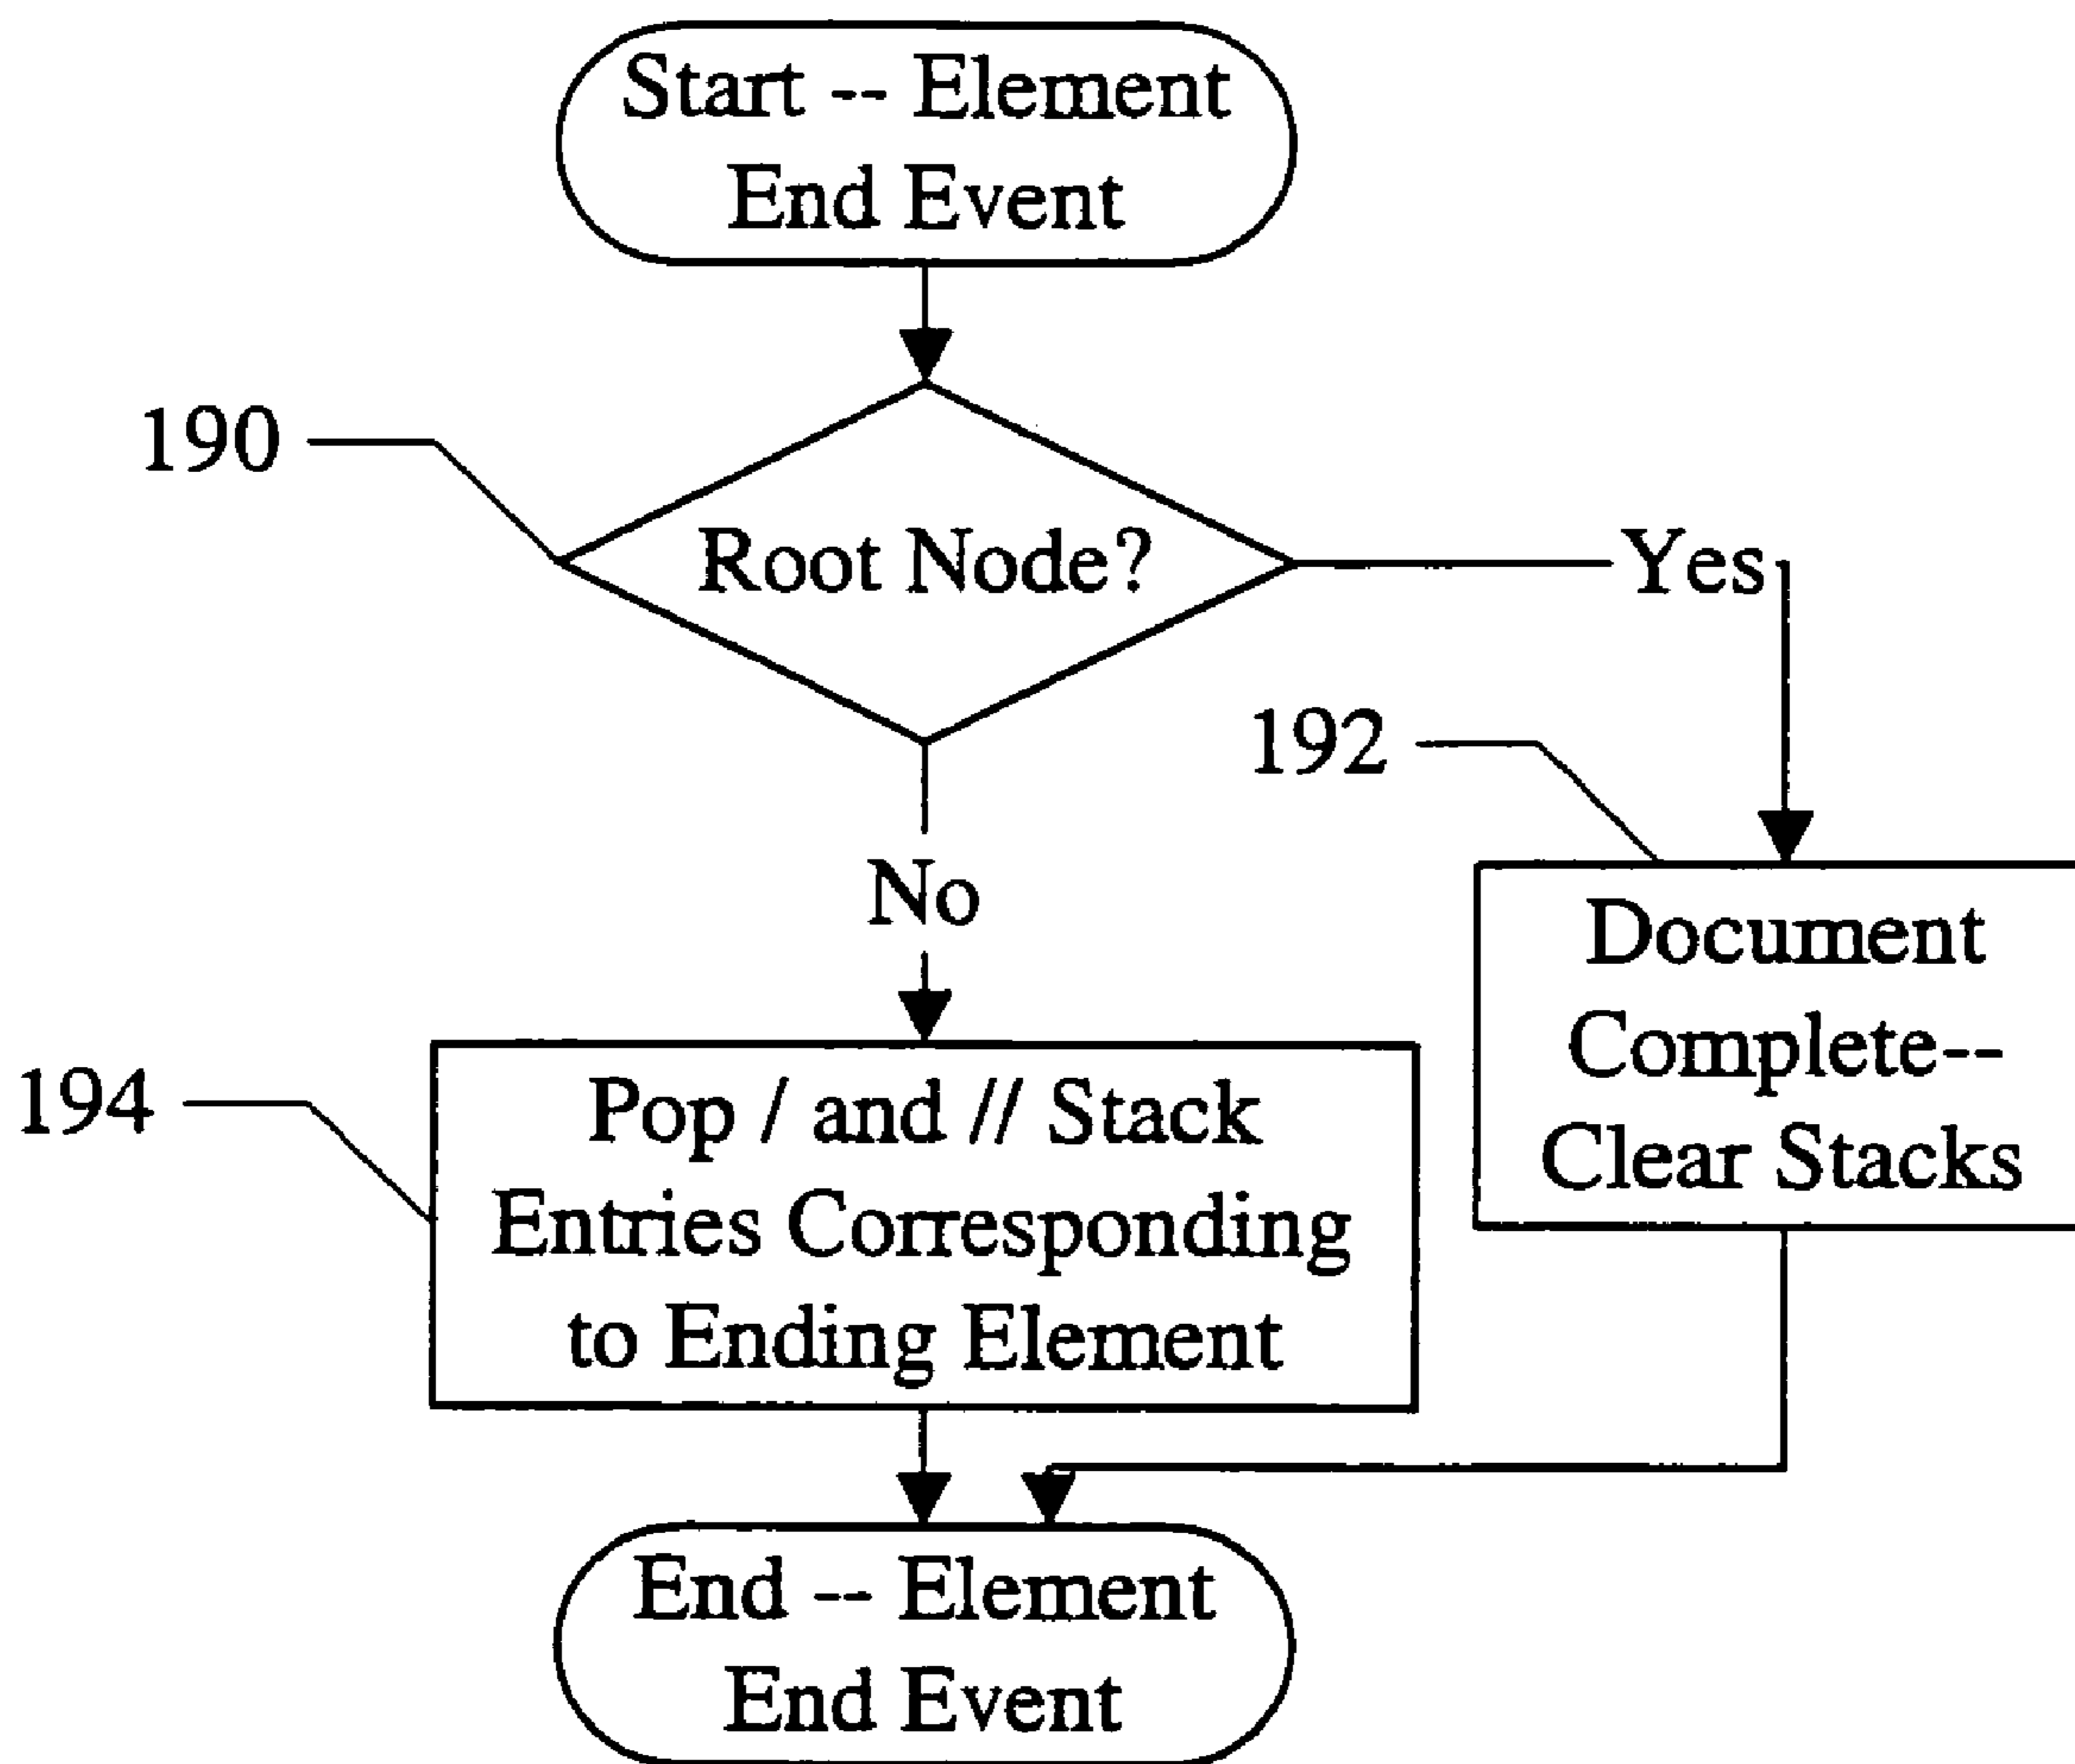 Start -- Element
End Event
190
Root Node?
Yes
192
No
Document
Complete--
Clear Stacks
194
Pop / and // Stack
Entries Corresponding
to Ending Element
End -- Element
End Event